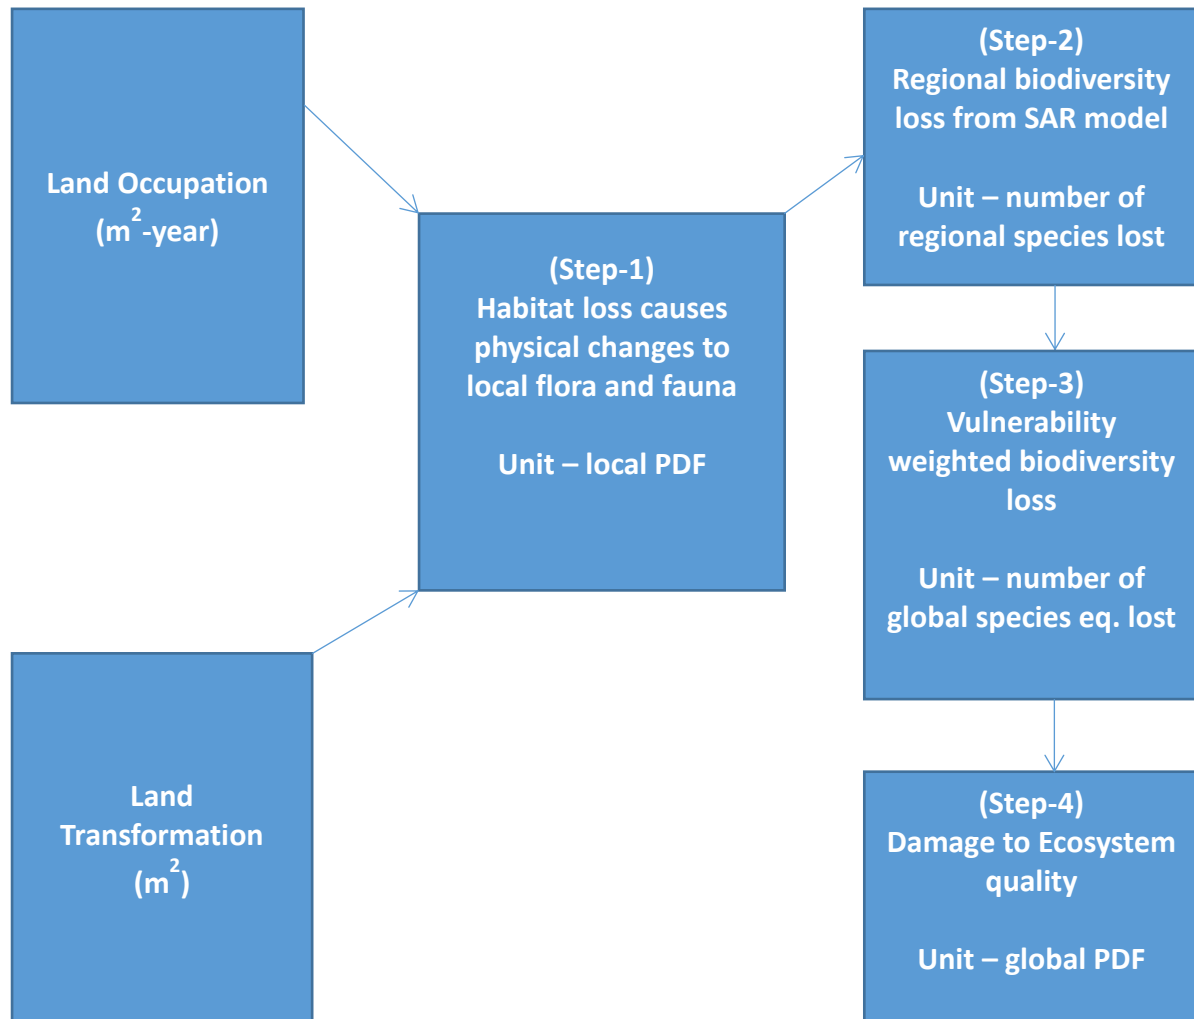 Land Occupation
(m²-year)
Land
Transformation
(m²)
(Step-1)
Habitat loss causes
physical changes to
local flora and fauna
Unit – local PDF
(Step-2)
Regional biodiversity
loss from SAR model
Unit – number of
regional species lost
(Step-3)
Vulnerability
weighted biodiversity
loss
Unit – number of
global species eq. lost
(Step-4)
Damage to Ecosystem
quality
Unit – global PDF